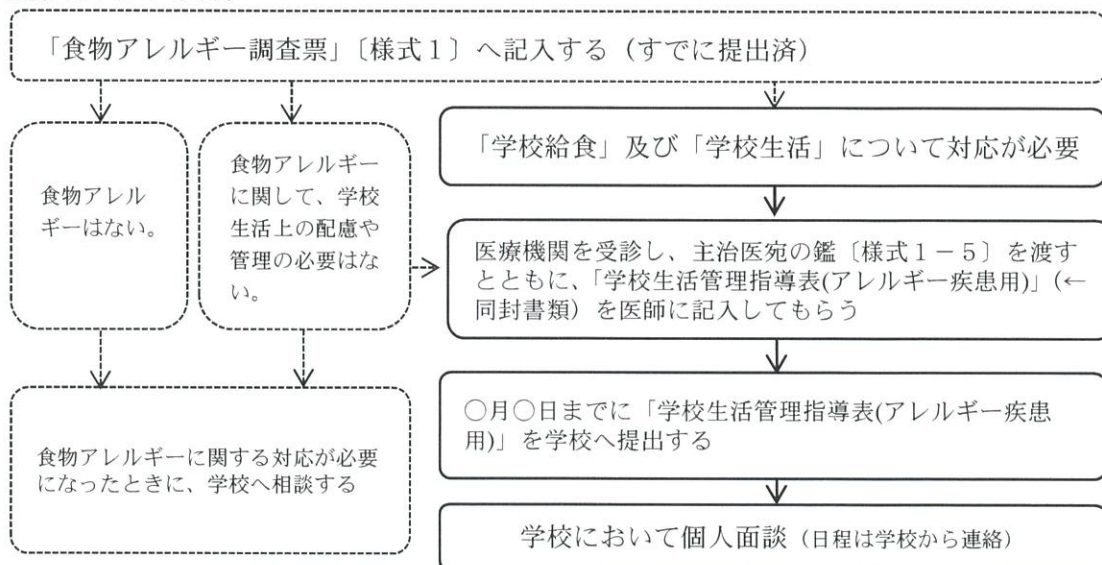 「食物アレルギー調査票」〔様式１〕へ記入する（すでに提出済）
食物アレル
ギーはない。
食物アレルギー
に関して、学校
生活上の配慮や
管理の必要はな
い。
「学校給食」及び「学校生活」について対応が必要
医療機関を受診し、主治医宛の鑑〔様式１－５〕を渡す
とともに、「学校生活管理指導表(アレルギー疾患用)」（←
同封書類）を医師に記入してもらう
○月○日までに「学校生活管理指導表(アレルギー疾患
用)」を学校へ提出する
食物アレルギーに関する対応が必要
になったときに、学校へ相談する
学校において個人面談（日程は学校から連絡）